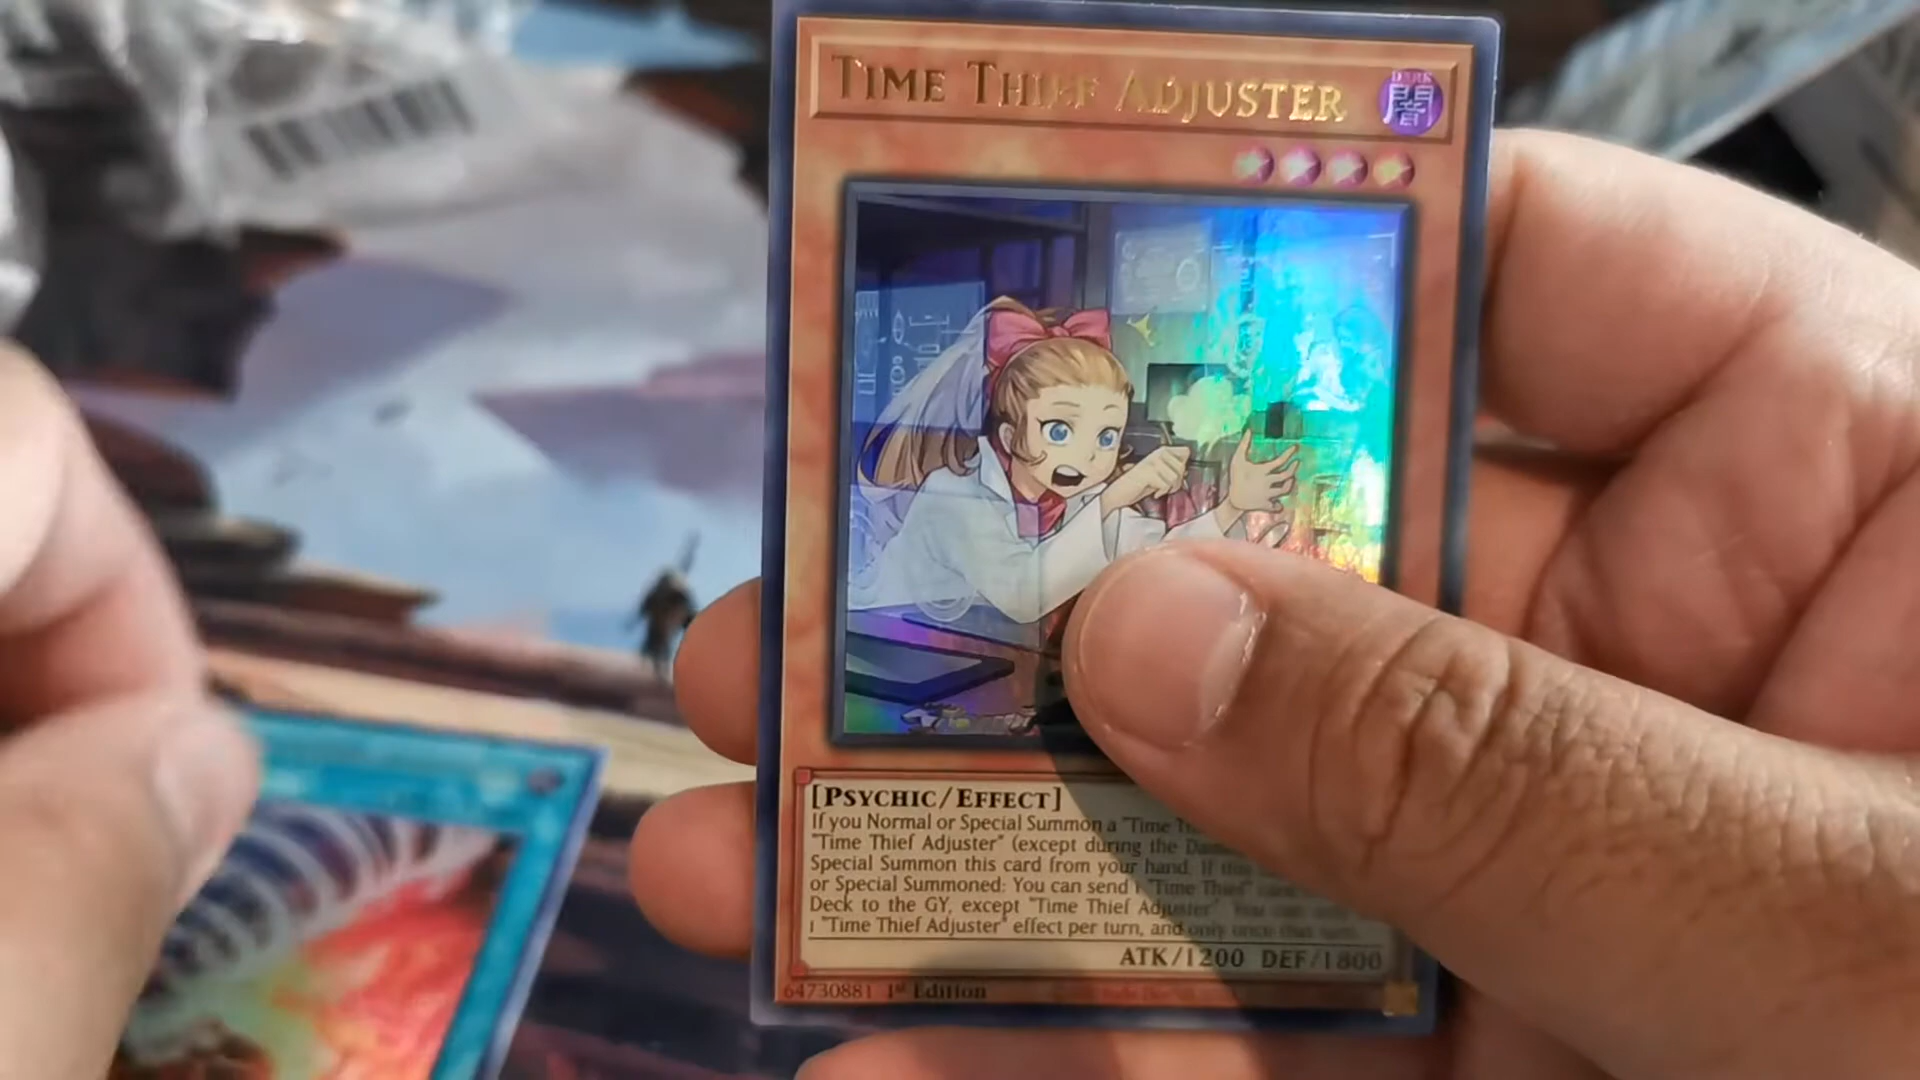 TIME THIEF ADJUSTER
DARK
闇
[PSYCHIC/EFFECT]
If you Normal or Special Summon a "Time
"Time Thief Adjuster" (except during the
Special Summon this card from your hand. If this
or Special Summoned: You can send 1 "Time Thief" card
Deck to the GY, except "Time Thief Adjuster". You can only
1 "Time Thief Adjuster" effect per turn, and only once that turn.
ATK/1200 DEF/1800
64730881 1st Edition